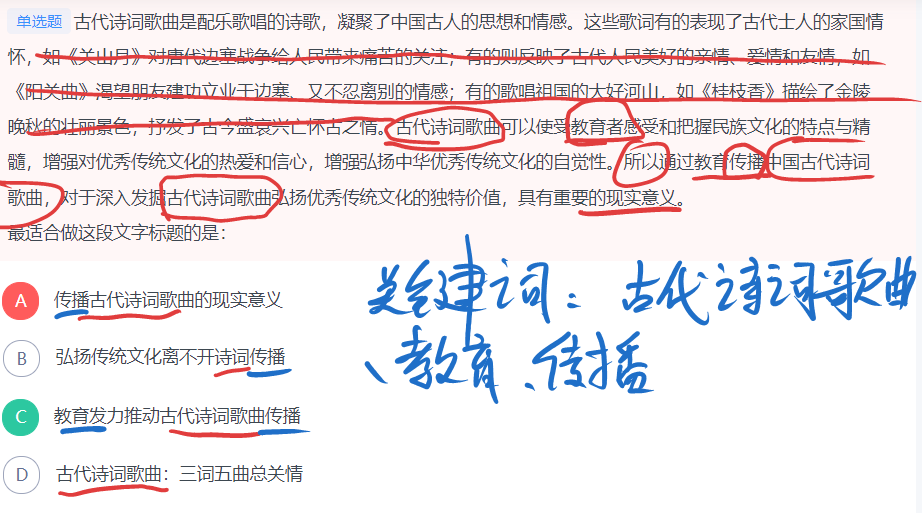 单选题 古代诗词歌曲是配乐歌唱的诗歌，凝聚了中国古人的思想和情感。这些歌词有的表现了古代士人的家国情
怀，如《关山月》对唐代边塞战争给人民带来痛苦的关注；有的则反映了古代人民美好的亲情、爱情和友情，如
《阳关曲》渴望朋友建功立业于边塞、又不忍离别的情感；有的歌唱祖国的大好河山，如《桂枝香》描绘了金陵
晚秋的壮丽景色，抒发了古今盛衰兴亡怀古之情。古代诗词歌曲可以使受教育者感受和把握民族文化的特点与精
髓，增强对优秀传统文化的热爱和信心，增强弘扬中华优秀传统文化的自觉性。所以通过教育传播中国古代诗词
歌曲，对于深入发掘古代诗词歌曲弘扬优秀传统文化的独特价值，具有重要的现实意义。
最适合做这段文字标题的是：
A 传播古代诗词歌曲的现实意义
B 弘扬传统文化离不开诗词传播
C 教育发力推动古代诗词歌曲传播
D 古代诗词歌曲：三词五曲总关情
关键建词：古代诗词歌曲
、教育、传播